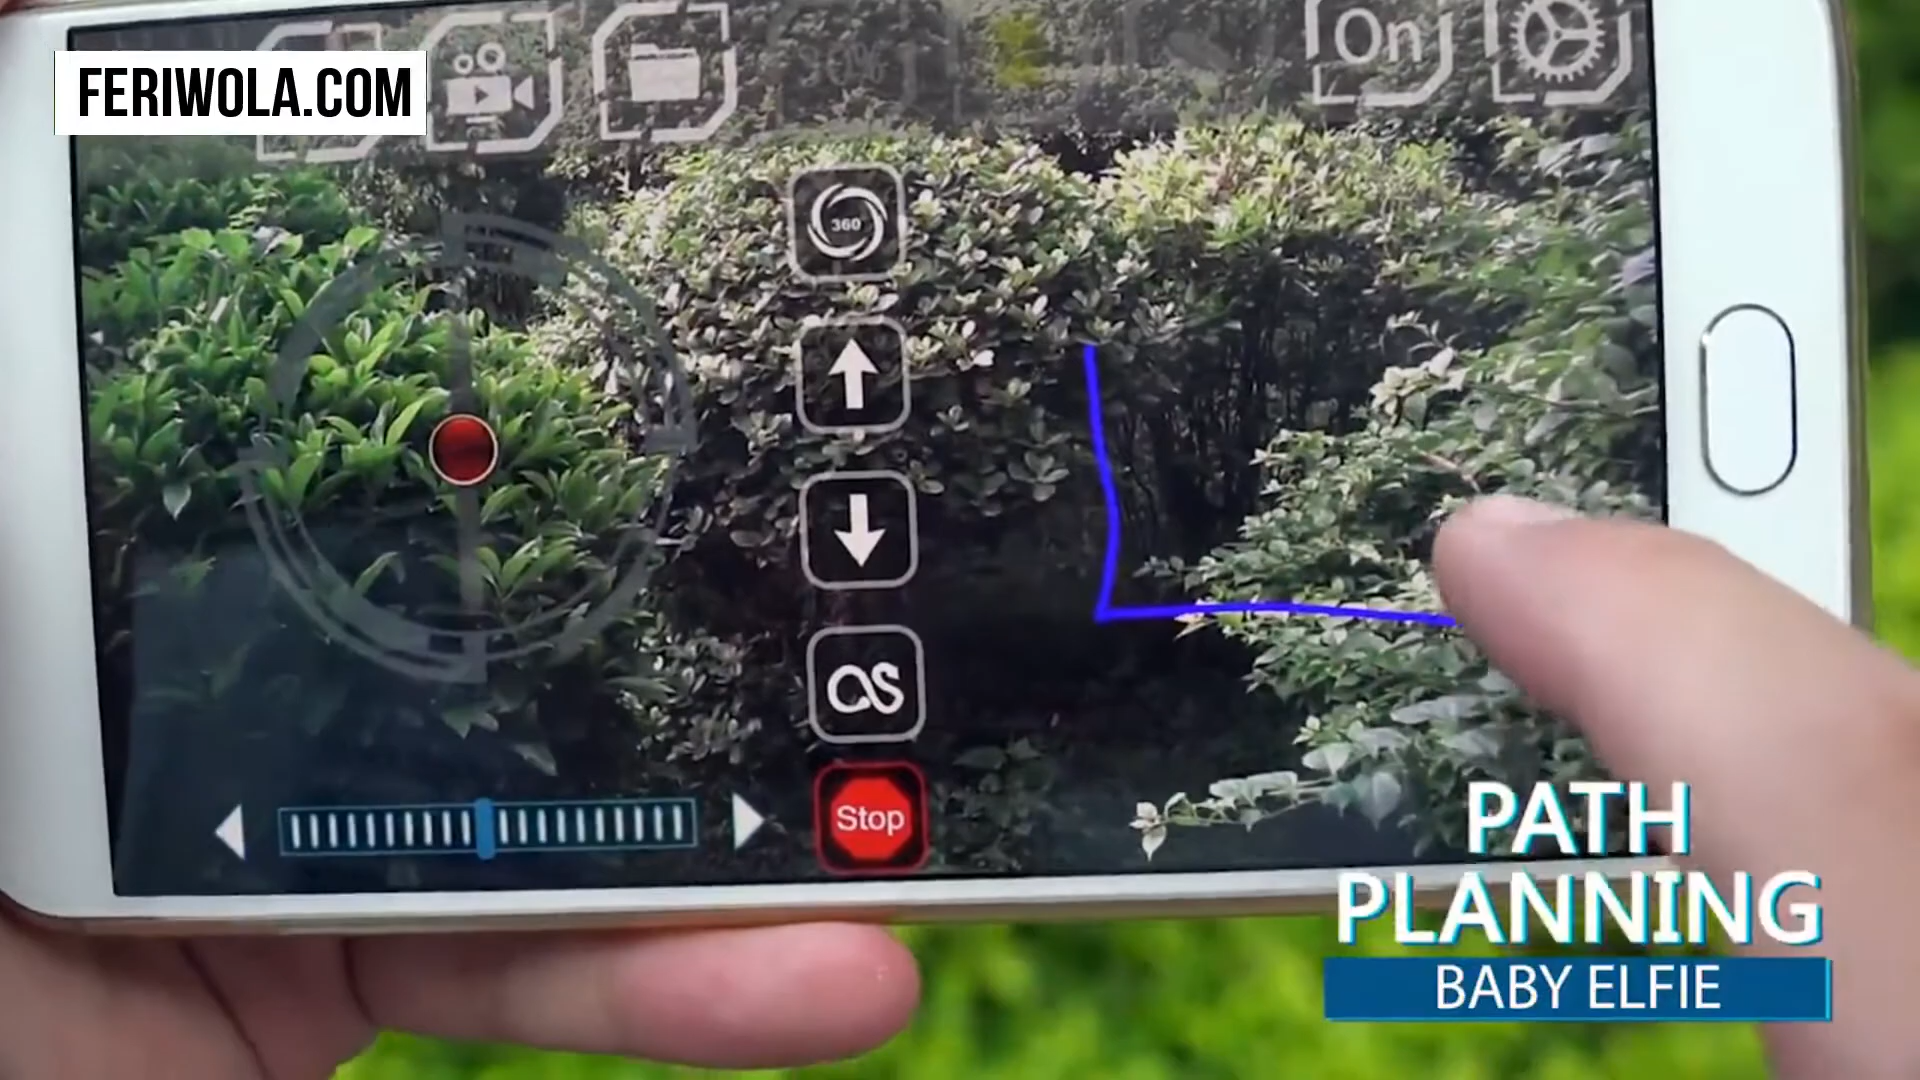 FERIWOLA.COM
On
360
Stop
PATH
PLANNING
BABY ELFIE